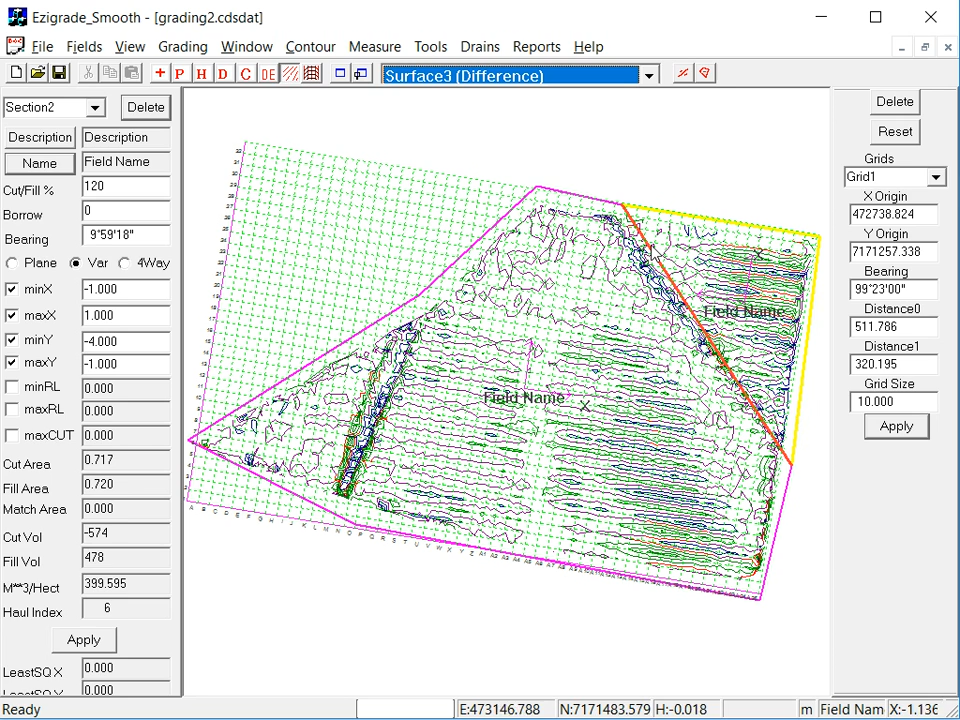 Ezigrade_Smooth - [grading2.cdsdat]
File Fields View Grading Window Contour Measure Tools Drains Reports Help
P H D C DE Surface3 (Difference)
Section2 Delete
Description Description
Name Field Name
Cut/Fill % 120
Borrow 0
Bearing 9°59'18"
Plane Var 4Way
minX -1.000
maxX 1.000
minY -4.000
maxY -1.000
minRL 0.000
maxRL 0.000
maxCUT 0.000
Cut Area 0.717
Fill Area 0.720
Match Area 0.000
Cut Vol -574
Fill Vol 478
M**3/Hect 399.595
Haul Index 6
Apply
LeastSQ X 0.000
LeastSQ Y 0.000
Field Name
Field Name
Delete
Reset
Grids
Grid1
X Origin
472738.824
Y Origin
7171257.338
Bearing
99°23'00"
Distance0
511.786
Distance1
320.195
Grid Size
10.000
Apply
Ready E:473146.788 N:7171483.579 H:-0.018 m Field Nam X:-1.136